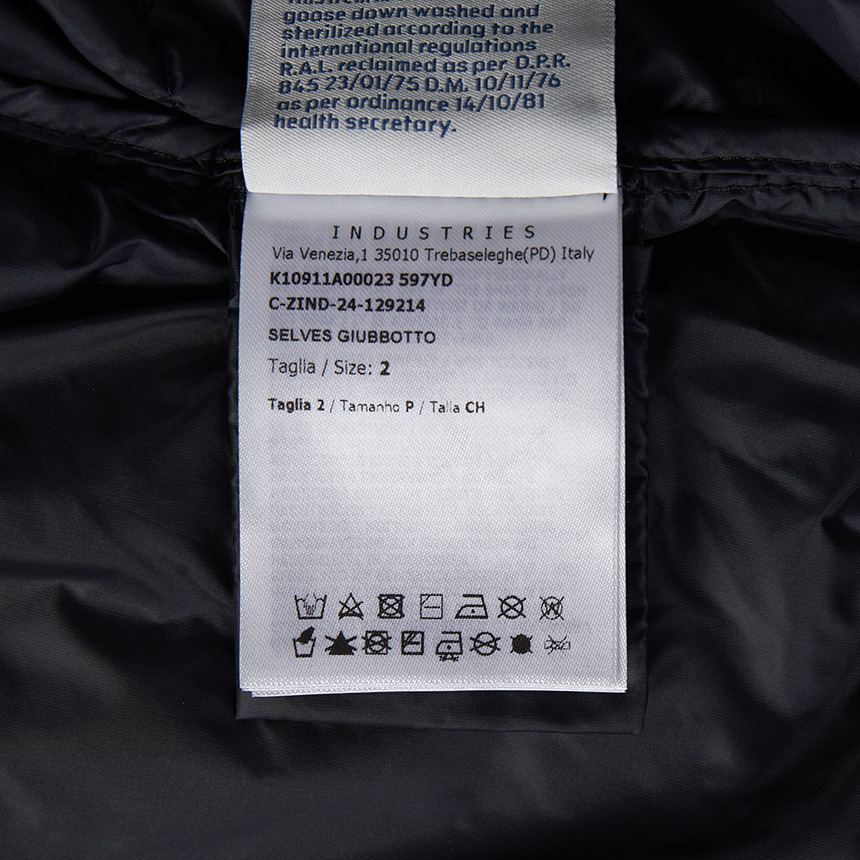 goose down washed and
sterilized according to the
international regulations
R.A.L. reclaimed as per D.P.R.
845 23/01/75 D.M. 10/11/76
as per ordinance 14/10/81
health secretary.
INDUSTRIES
Via Venezia,1 35010 Trebaseleghe(PD) Italy
K10911A00023 597YD
C-ZIND-24-129214
SELVES GIUBBOTTO
Taglia / Size: 2
Taglia 2 / Tamanho P / Talla CH